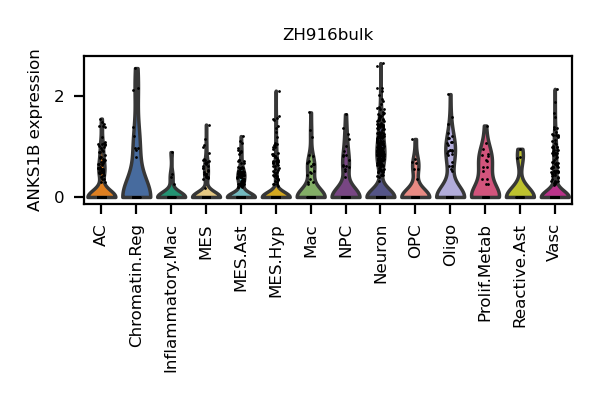 ZH916bulk
ANKS1B expression
2
0
AC
Chromatin.Reg
Inflammatory.Mac
MES
MES.Ast
MES.Hyp
Mac
NPC
Neuron
OPC
Oligo
Prolif.Metab
Reactive.Ast
Vasc